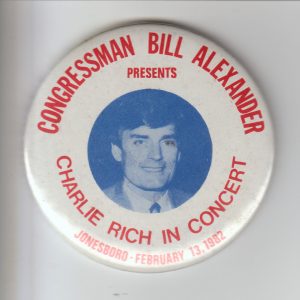 CONGRESSMAN BILL ALEXANDER
PRESENTS
CHARLIE RICH IN CONCERT
JONESBORO - FEBRUARY 13, 1982